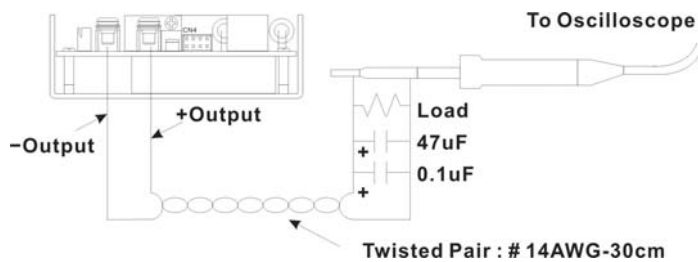 To Oscilloscope
CN4
+Output
−Output
Load
47uF
0.1uF
+
+
Twisted Pair : # 14AWG-30cm